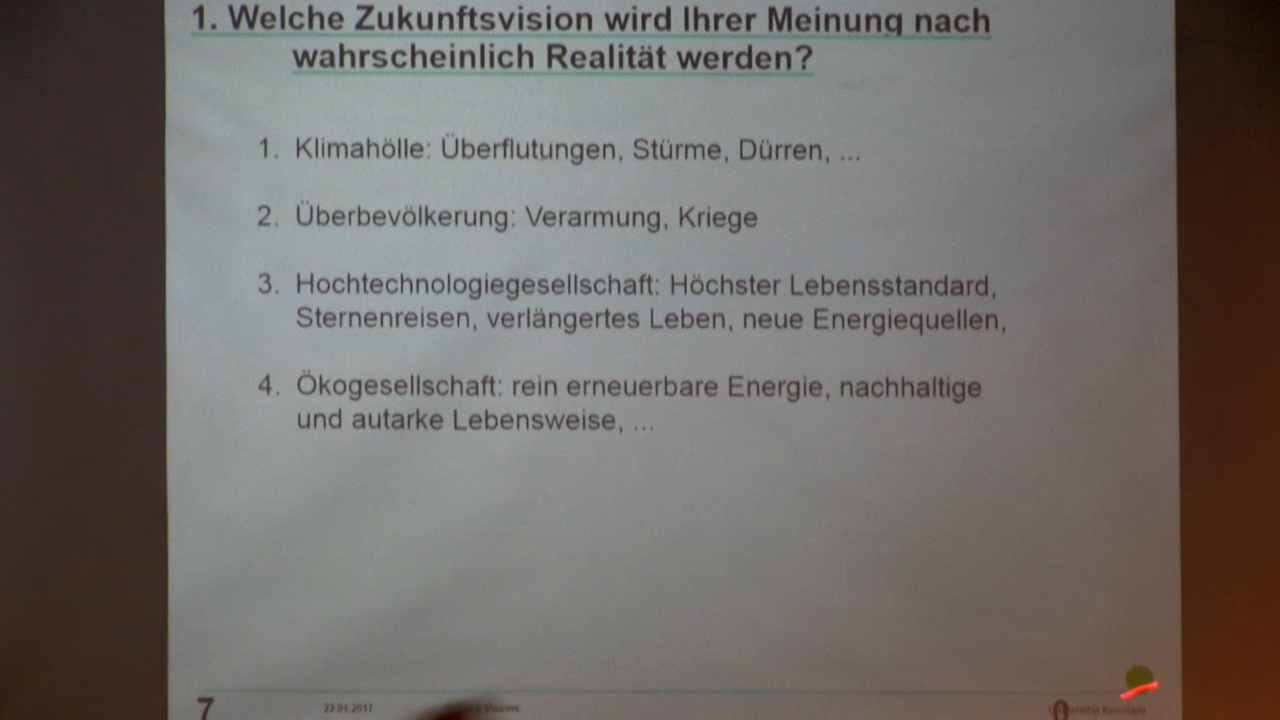 1. Welche Zukunftsvision wird Ihrer Meinung nach
wahrscheinlich Realität werden?
1. Klimahölle: Überflutungen, Stürme, Dürren, ...
2. Überbevölkerung: Verarmung, Kriege
3. Hochtechnologiegesellschaft: Höchster Lebensstandard,
Sternenreisen, verlängertes Leben, neue Energiequellen,
4. Ökogesellschaft: rein erneuerbare Energie, nachhaltige
und autarke Lebensweise, ...
7
22.01.2017
Visions
Konstanz